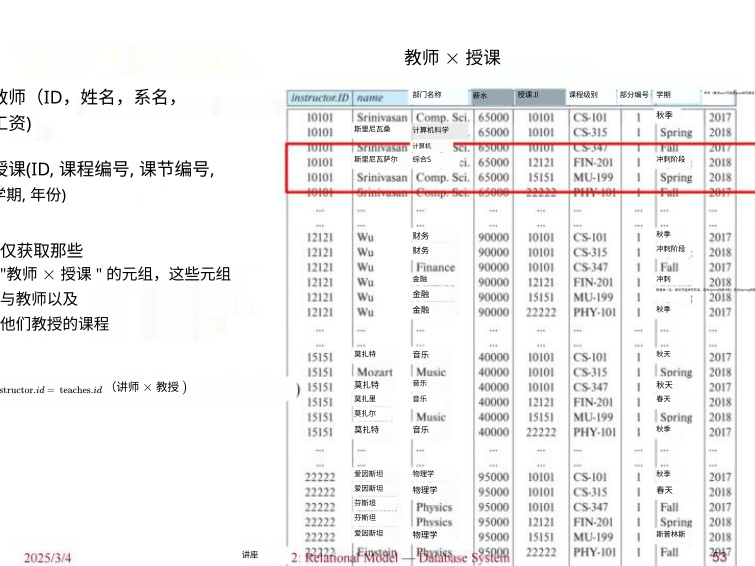 教师 × 授课
教师（ID，姓名，系名，
工资)
授课(ID, 课程编号, 课节编号,
学期, 年份)
仅获取那些
"教师 × 授课 " 的元组，这些元组
与教师以及
他们教授的课程
structor.id = teaches.id （讲师 × 教授 )
)
instructor.ID name 部门名称 薪水 授课.II 课程级别 部分编号 学期
10101 Srinivasan Comp. Sci. 65000 10101 CS-101 1 秋季 2017
10101 斯里尼瓦桑 计算机科学 65000 10101 CS-315 1 Spring 2018
10101 Srinivasan 计算机 65000 10101 CS-347 1 Fall 2017
10101 斯里尼瓦萨尔 综合S ci. 65000 12121 FIN-201 1 冲刺阶段 2018
10101 Srinivasan Comp. Sci. 65000 15151 MU-199 1 Spring 2018
10101 Srinivasan Comp. Sci. 65000 22222 PHY-101 1 Fall 2017
... ... ... ... ... ... ... ... ...
... ... ... ... ... ... ... ... ...
12121 Wu 财务 90000 10101 CS-101 1 秋季 2017
12121 Wu 财务 90000 10101 CS-315 1 冲刺阶段 2018
12121 Wu Finance 90000 10101 CS-347 1 Fall 2017
12121 Wu 金融 90000 12121 FIN-201 1 冲刺 2018
12121 Wu 金融 90000 15151 MU-199 1 2018
12121 Wu 金融 90000 22222 PHY-101 1 秋季 2017
... ... ... ... ... ... ... ... ...
... ... ... ... ... ... ... ... ...
15151 莫扎特 音乐 40000 10101 CS-101 1 秋天 2017
15151 Mozart Music 40000 10101 CS-315 1 Spring 2018
15151 莫扎特 音乐 40000 10101 CS-347 1 秋天 2017
15151 莫扎里 音乐 40000 12121 FIN-201 1 春天 2018
15151 莫扎尔 Music 40000 15151 MU-199 1 Spring 2018
15151 莫扎特 音乐 40000 22222 PHY-101 1 秋季 2017
... ... ... ... ... ... ... ... ...
... ... ... ... ... ... ... ... ...
22222 爱因斯坦 物理学 95000 10101 CS-101 1 秋季 2017
22222 爱因斯坦 物理学 95000 10101 CS-315 1 春天 2018
22222 芬斯坦 Physics 95000 10101 CS-347 1 Fall 2017
22222 芬斯坦 Physics 95000 12121 FIN-201 1 Spring 2018
22222 爱因斯坦 物理学 95000 15151 MU-199 1 斯普林斯 2018
22222 Einstein Physics 95000 22222 PHY-101 1 Fall 2017
2025/3/4 讲座 2: Relational Model — Database System 53